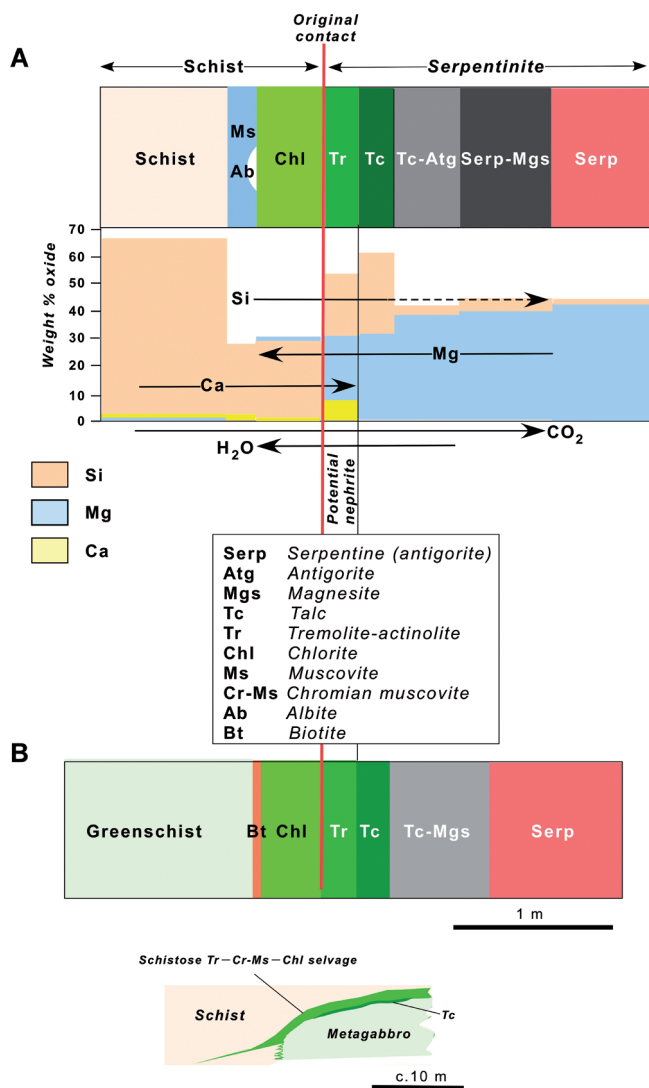 Original
contact
A
Schist
Serpentinite
Schist
Ms
Ab
Chl
Tr
Tc
Tc-Atg
Serp-Mgs
Serp
Weight % oxide
70
60
50
40
30
20
10
0
Si
Mg
Ca
H2O
CO2
Potential
nephrite
Si
Mg
Ca
Serp Serpentine (antigorite)
Atg Antigorite
Mgs Magnesite
Tc Talc
Tr Tremolite-actinolite
Chl Chlorite
Ms Muscovite
Cr-Ms Chromian muscovite
Ab Albite
Bt Biotite
B
Greenschist
Bt
Chl
Tr
Tc
Tc-Mgs
Serp
1 m
Schistose Tr–Cr-Ms–Chl selvage
Schist
Tc
Metagabbro
c.10 m